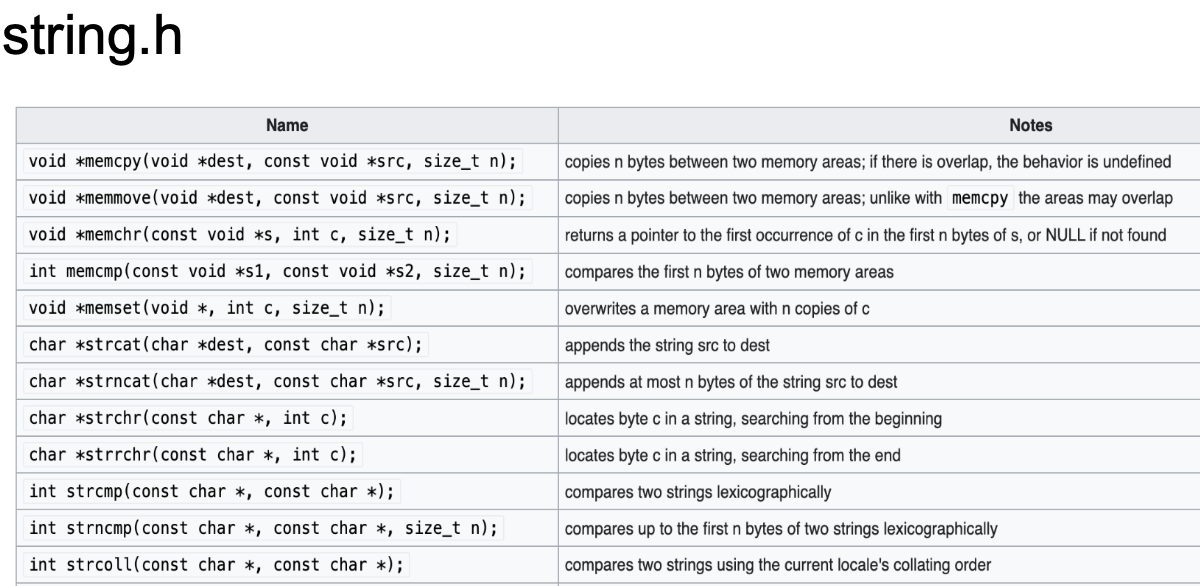 string.h
Name Notes
void *memcpy(void *dest, const void *src, size_t n); copies n bytes between two memory areas; if there is overlap, the behavior is undefined
void *memmove(void *dest, const void *src, size_t n); copies n bytes between two memory areas; unlike with memcpy the areas may overlap
void *memchr(const void *s, int c, size_t n); returns a pointer to the first occurrence of c in the first n bytes of s, or NULL if not found
int memcmp(const void *s1, const void *s2, size_t n); compares the first n bytes of two memory areas
void *memset(void *, int c, size_t n); overwrites a memory area with n copies of c
char *strcat(char *dest, const char *src); appends the string src to dest
char *strncat(char *dest, const char *src, size_t n); appends at most n bytes of the string src to dest
char *strchr(const char *, int c); locates byte c in a string, searching from the beginning
char *strrchr(const char *, int c); locates byte c in a string, searching from the end
int strcmp(const char *, const char *); compares two strings lexicographically
int strncmp(const char *, const char *, size_t n); compares up to the first n bytes of two strings lexicographically
int strcoll(const char *, const char *); compares two strings using the current locale's collating order